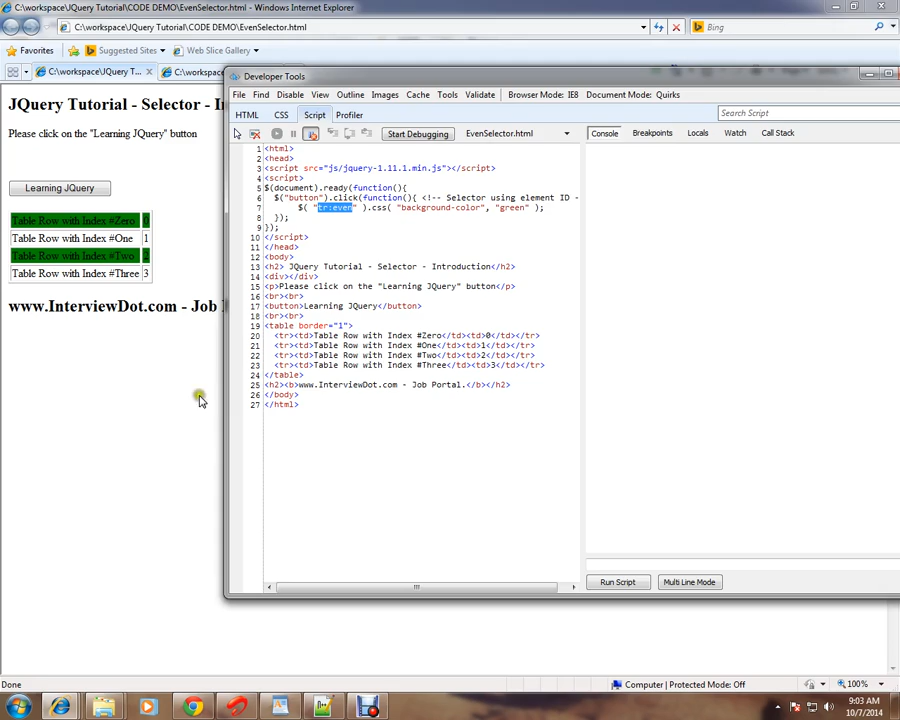 C:\workspace\JQuery Tutorial\CODE DEMO\EvenSelector.html - Windows Internet Explorer
C:\workspace\JQuery Tutorial\CODE DEMO\EvenSelector.html
Bing
Favorites
Suggested Sites
Web Slice Gallery
C:\workspace\JQuery T...
C:\workspac
JQuery Tutorial - Selector - In
Please click on the "Learning JQuery" button
Learning JQuery
Table Row with Index #Zero 0
Table Row with Index #One 1
Table Row with Index #Two 2
Table Row with Index #Three 3
www.InterviewDot.com - Job
Developer Tools
File Find Disable View Outline Images Cache Tools Validate Browser Mode: IE8 Document Mode: Quirks
HTML CSS Script Profiler
Search Script
Start Debugging EvenSelector.html
Console Breakpoints Locals Watch Call Stack
1 <html>
2 <head>
3 <script src="js/jquery-1.11.1.min.js"></script>
4 <script>
5 $(document).ready(function(){
6 $("button").click(function(){ <!-- Selector using element ID -
7 $( "tr:even" ).css( "background-color", "green" );
8 });
9 });
10 </script>
11 </head>
12 <body>
13 <h2> JQuery Tutorial - Selector - Introduction</h2>
14 <div></div>
15 <p>Please click on the "Learning JQuery" button</p>
16 <br><br>
17 <button>Learning JQuery</button>
18 <br><br>
19 <table border="1">
20 <tr><td>Table Row with Index #Zero</td><td>0</td></tr>
21 <tr><td>Table Row with Index #One</td><td>1</td></tr>
22 <tr><td>Table Row with Index #Two</td><td>2</td></tr>
23 <tr><td>Table Row with Index #Three</td><td>3</td></tr>
24 </table>
25 <h2><b>www.InterviewDot.com - Job Portal.</b></h2>
26 </body>
27 </html>
Run Script Multi Line Mode
Done
Computer | Protected Mode: Off
100%
9:03 AM
10/7/2014